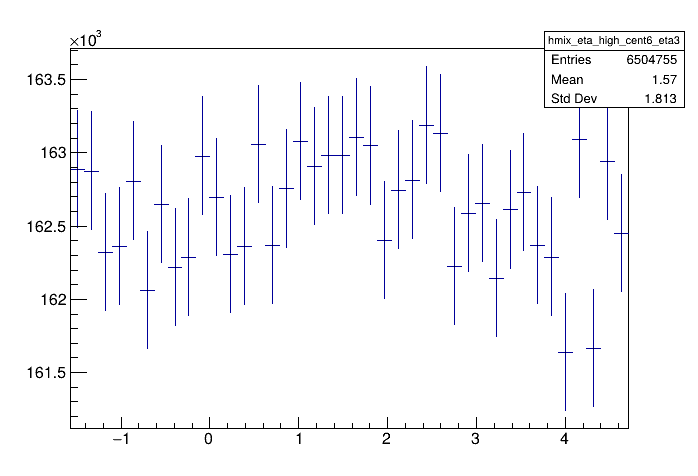 ×10³
hmix_eta_high_cent6_eta3
Entries 6504755
Mean 1.57
Std Dev 1.813
163.5
163
162.5
162
161.5
−1 0 1 2 3 4